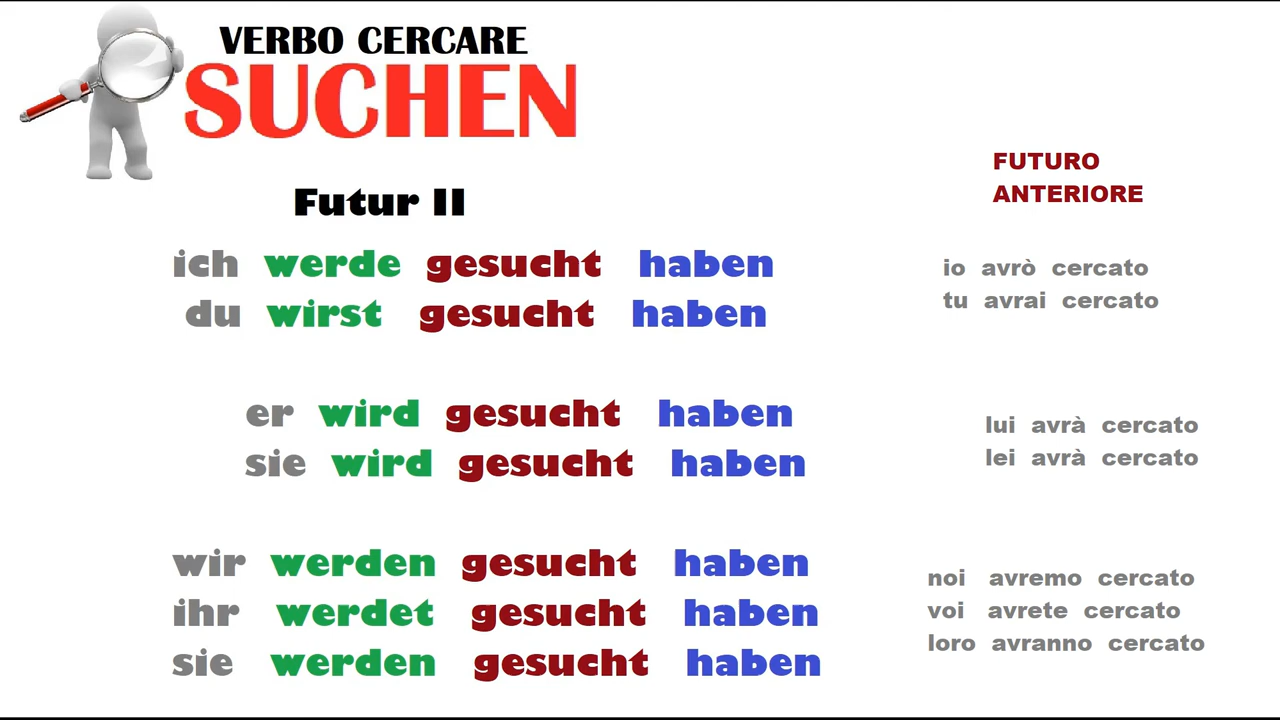 VERBO CERCARE
SUCHEN
Futur II
ich werde gesucht haben
du wirst gesucht haben
er wird gesucht haben
sie wird gesucht haben
wir werden gesucht haben
ihr werdet gesucht haben
sie werden gesucht haben
FUTURO
ANTERIORE
io avrò cercato
tu avrai cercato
lui avrà cercato
lei avrà cercato
noi avremo cercato
voi avrete cercato
loro avranno cercato